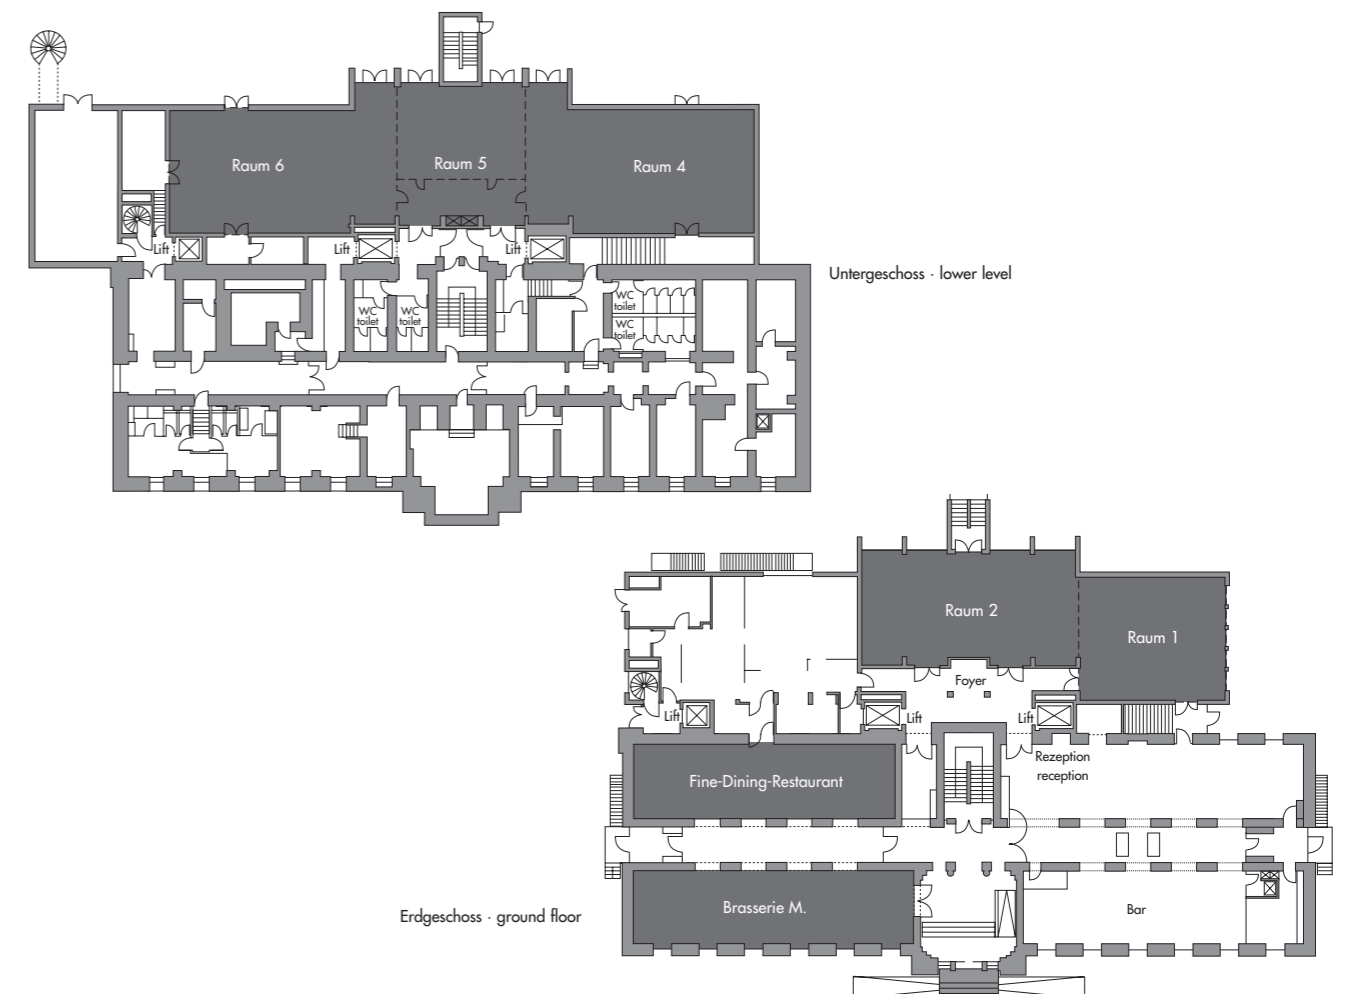 Raum 6
Raum 5
Raum 4
Lift
Lift
Lift
Untergeschoss · lower level
WC
toilet
WC
toilet
WC
toilet
WC
toilet
Raum 2
Raum 1
Foyer
Lift
Lift
Lift
Rezeption
reception
Fine-Dining-Restaurant
Brasserie M.
Bar
Erdgeschoss · ground floor